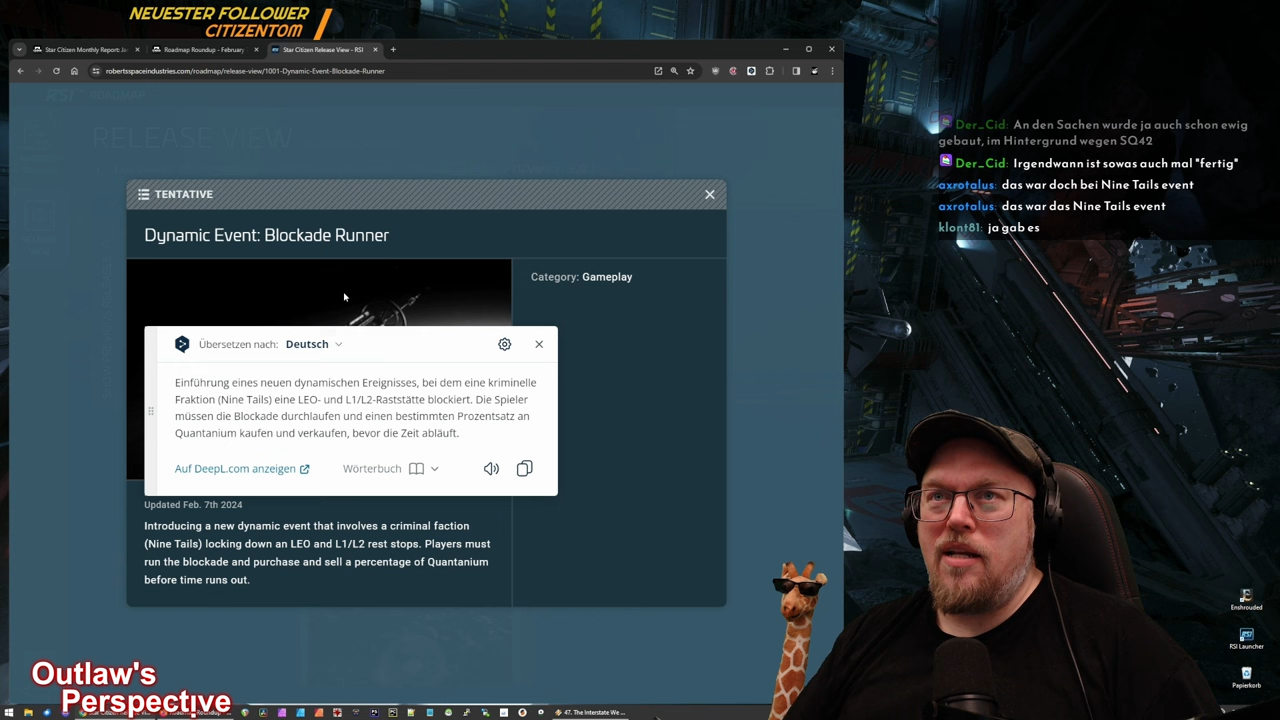 NEUESTER FOLLOWER
CITIZENTOM
Star Citizen Monthly Report: Ja
Roadmap Roundup - February
Star Citizen Release View - RSI
robertsspaceindustries.com/roadmap/release-view/1001-Dynamic-Event-Blockade-Runner
RSI ROADMAP
RELEASE VIEW
TENTATIVE
Dynamic Event: Blockade Runner
Category: Gameplay
Übersetzen nach: Deutsch
Einführung eines neuen dynamischen Ereignisses, bei dem eine kriminelle
Fraktion (Nine Tails) eine LEO- und L1/L2-Raststätte blockiert. Die Spieler
müssen die Blockade durchlaufen und einen bestimmten Prozentsatz an
Quantanium kaufen und verkaufen, bevor die Zeit abläuft.
Auf DeepL.com anzeigen
Wörterbuch
Updated Feb. 7th 2024
Introducing a new dynamic event that involves a criminal faction
(Nine Tails) locking down an LEO and L1/L2 rest stops. Players must
run the blockade and purchase and sell a percentage of Quantanium
before time runs out.
Der_Cid: An den Sachen wurde ja auch schon ewig
gebaut, im Hintergrund wegen SQ42
Der_Cid: Irgendwann ist sowas auch mal "fertig"
axrotalus: das war doch bei Nine Tails event
axrotalus: das war das Nine Tails event
klont81: ja gab es
Enshrouded
RSI Launcher
Papierkorb
Outlaw's
Perspective
47. The Interstate We ...